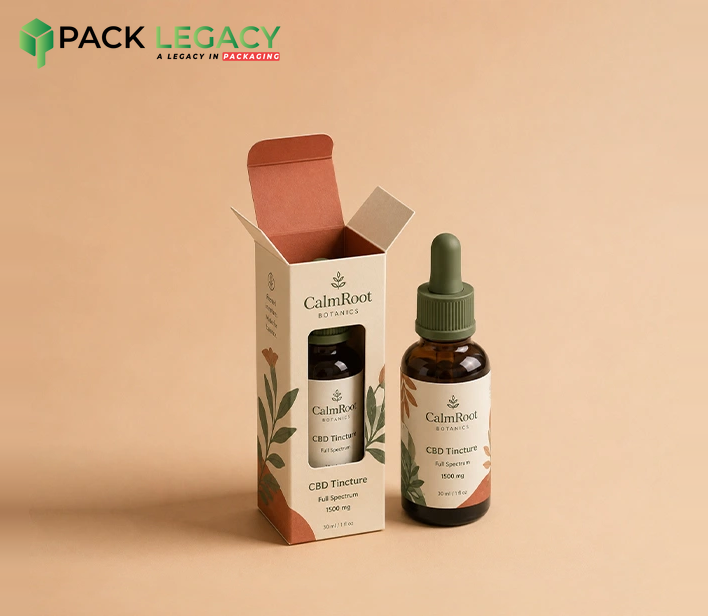 PACK LEGACY
A LEGACY IN PACKAGING
CalmRoot
BOTANICS
CalmRoot
BOTANICS
CBD Tincture
Full Spectrum
CBD Tincture
Full Spectrum
1500 mg
30 ml / 1 fl oz
CalmRoot
BOTANICS
CBD Tincture
Full Spectrum
1500 mg
30 ml / 1 fl oz